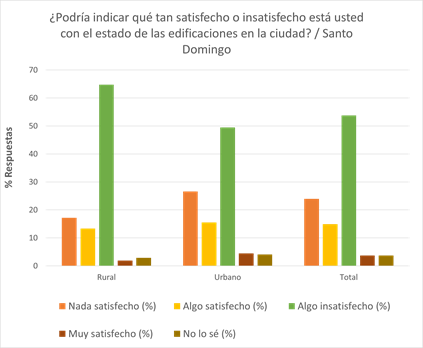 ¿Podría indicar qué tan satisfecho o insatisfecho está usted
con el estado de las edificaciones en la ciudad? / Santo
Domingo
% Respuestas
70
60
50
40
30
20
10
0
Rural Urbano Total
Nada satisfecho (%) Algo satisfecho (%) Algo insatisfecho (%)
Muy satisfecho (%) No lo sé (%)